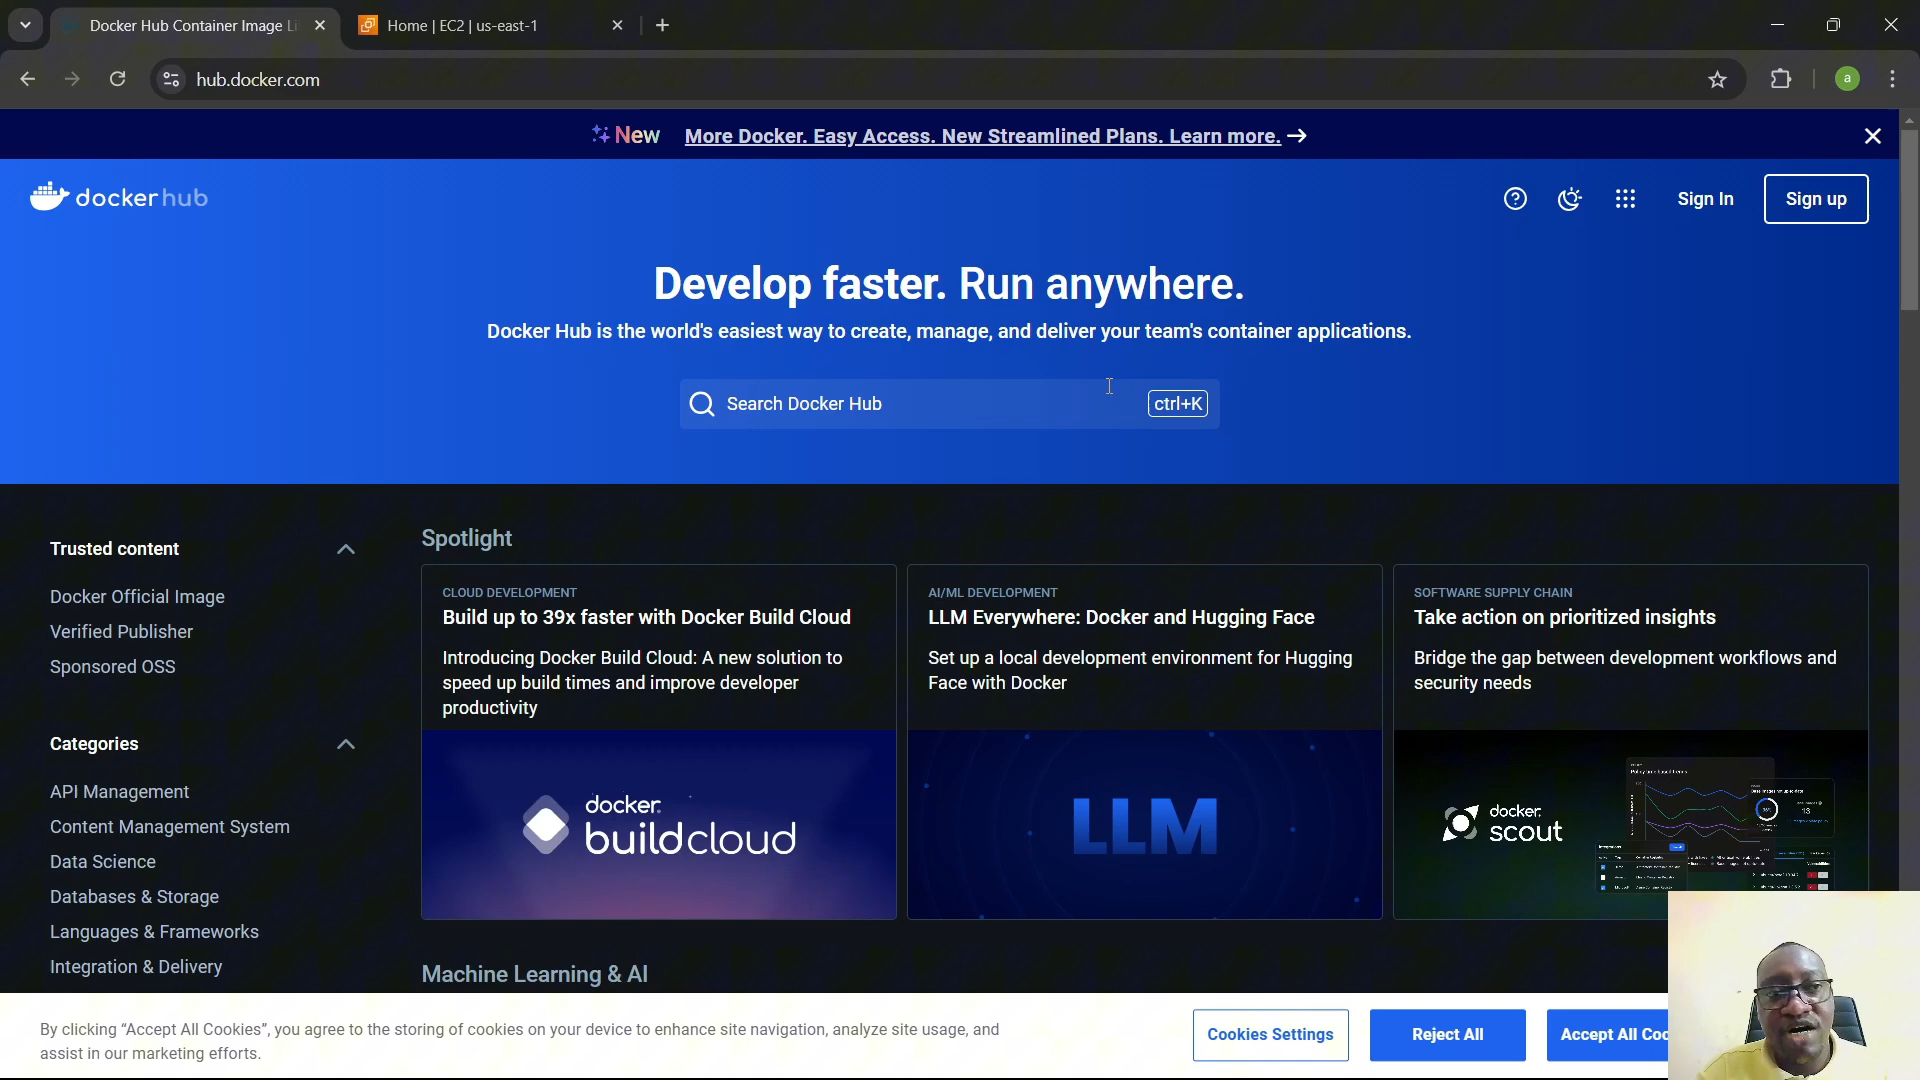 Docker Hub Container Image Li
Home | EC2 | us-east-1
hub.docker.com
a
New More Docker. Easy Access. New Streamlined Plans. Learn more. →
docker hub
Sign In
Sign up
Develop faster. Run anywhere.
Docker Hub is the world's easiest way to create, manage, and deliver your team's container applications.
Search Docker Hub
ctrl+K
Trusted content
Docker Official Image
Verified Publisher
Sponsored OSS
Categories
API Management
Content Management System
Data Science
Databases & Storage
Languages & Frameworks
Integration & Delivery
Spotlight
CLOUD DEVELOPMENT
Build up to 39x faster with Docker Build Cloud
Introducing Docker Build Cloud: A new solution to
speed up build times and improve developer
productivity
docker.
buildcloud
AI/ML DEVELOPMENT
LLM Everywhere: Docker and Hugging Face
Set up a local development environment for Hugging
Face with Docker
LLM
SOFTWARE SUPPLY CHAIN
Take action on prioritized insights
Bridge the gap between development workflows and
security needs
docker.
scout
Machine Learning & AI
By clicking “Accept All Cookies”, you agree to the storing of cookies on your device to enhance site navigation, analyze site usage, and
assist in our marketing efforts.
Cookies Settings
Reject All
Accept All Coo